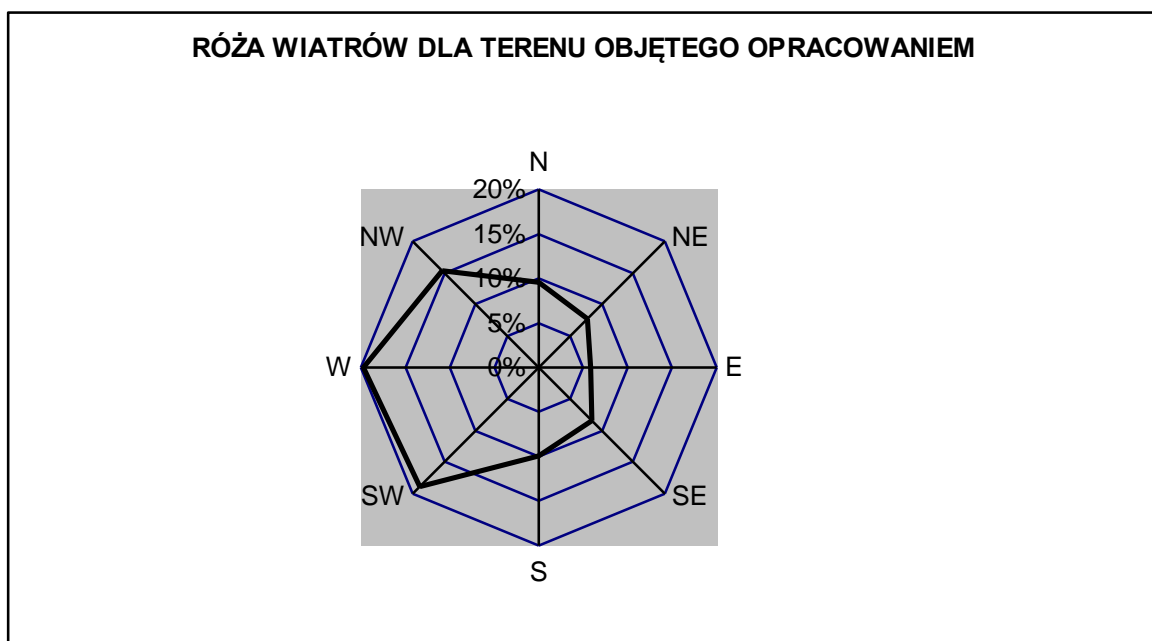 RÓŻA WIATRÓW DLA TERENU OBJĘTEGO OPRACOWANIEM
N
20%
NW
NE
15%
10%
5%
W
0%
E
SW
SE
S